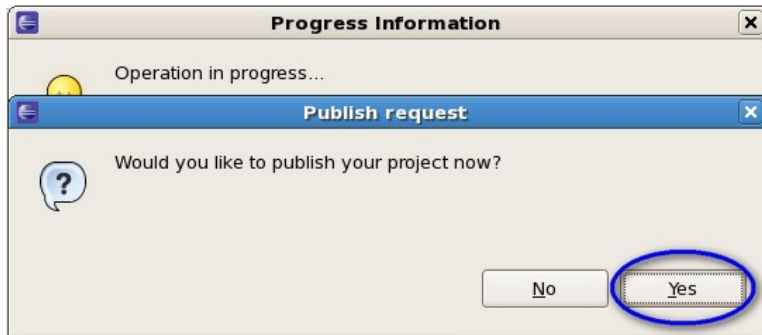 Progress Information
Operation in progress...
Publish request
Would you like to publish your project now?
No Yes